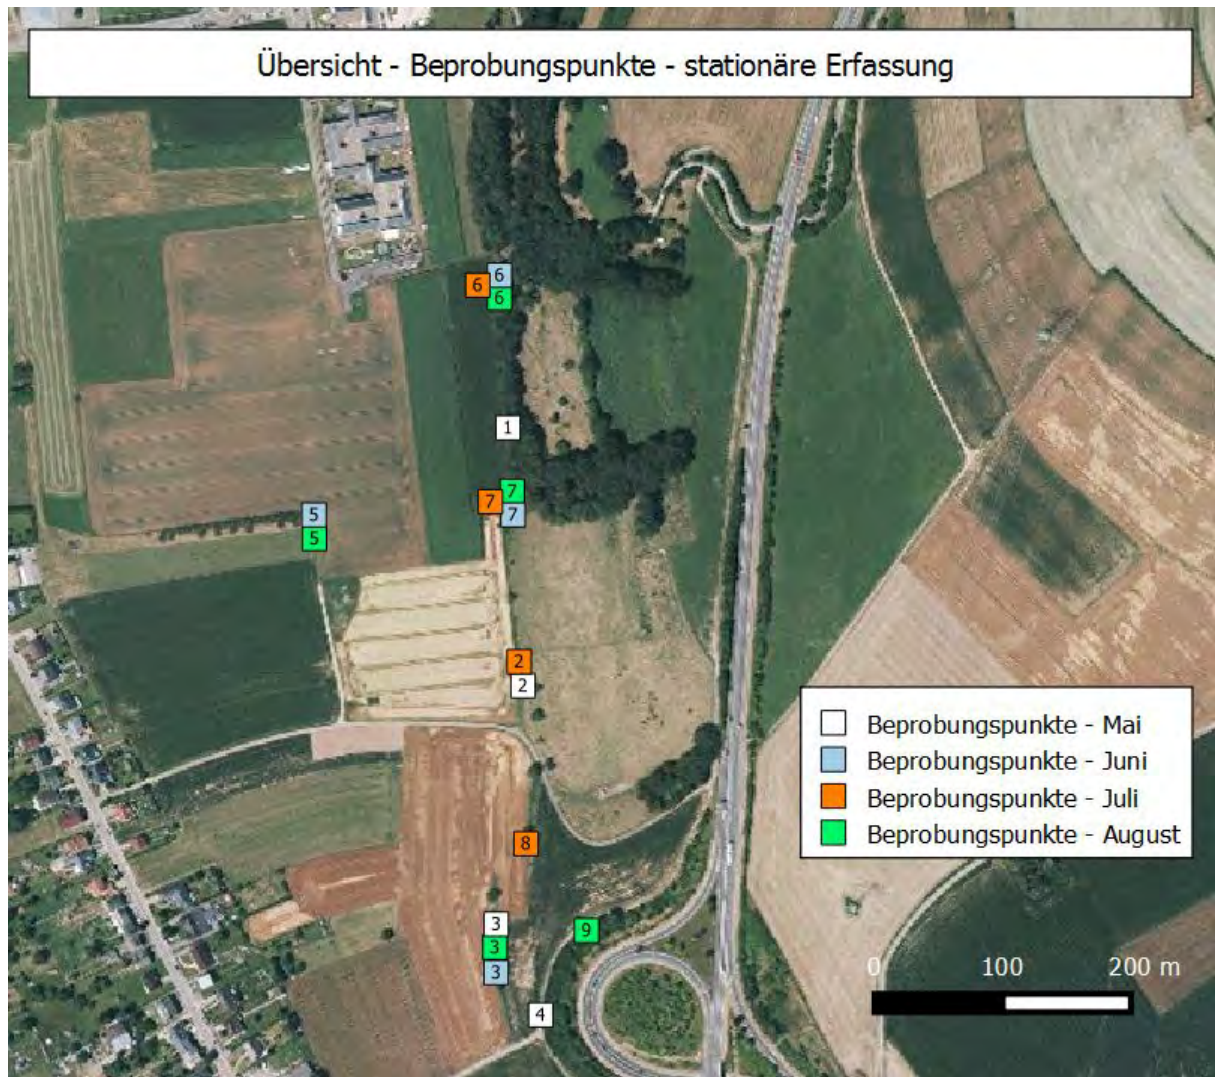 Übersicht - Beprobungspunkte - stationäre Erfassung
6
6
6
1
7
7
7
5
5
2
2
Beprobungspunkte - Mai
Beprobungspunkte - Juni
Beprobungspunkte - Juli
Beprobungspunkte - August
8
3
9
3
3
4
0 100 200 m